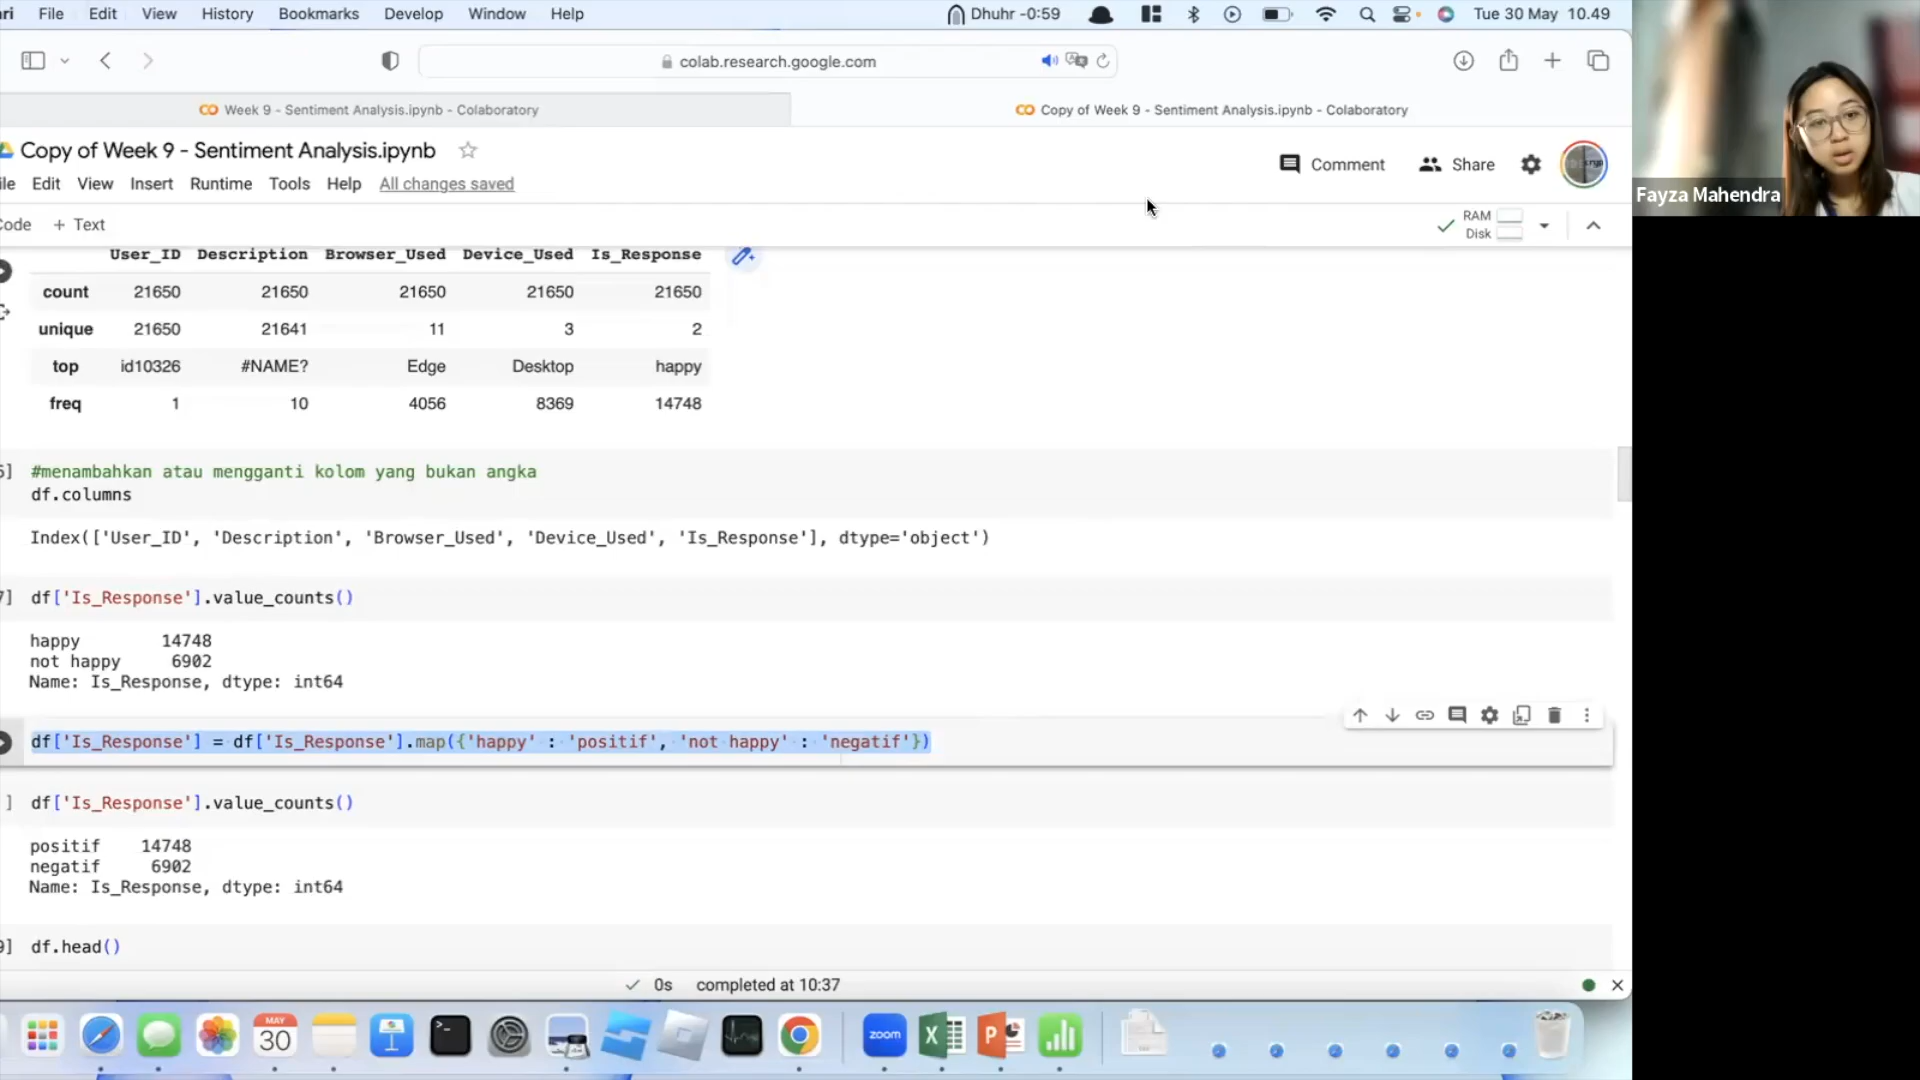 ri File Edit View History Bookmarks Develop Window Help Dhuhr -0:59 Tue 30 May 10.49
colab.research.google.com
Week 9 - Sentiment Analysis.ipynb - Colaboratory
Copy of Week 9 - Sentiment Analysis.ipynb - Colaboratory
Copy of Week 9 - Sentiment Analysis.ipynb
Comment Share
Fayza Mahendra
ile Edit View Insert Runtime Tools Help All changes saved
Code + Text
RAM
Disk
User_ID Description Browser_Used Device_Used Is_Response
count 21650 21650 21650 21650 21650
unique 21650 21641 11 3 2
top id10326 #NAME? Edge Desktop happy
freq 1 10 4056 8369 14748
#menambahkan atau mengganti kolom yang bukan angka
df.columns
Index(['User_ID', 'Description', 'Browser_Used', 'Device_Used', 'Is_Response'], dtype='object')
7] df['Is_Response'].value_counts()
happy 14748
not happy 6902
Name: Is_Response, dtype: int64
df['Is_Response'] = df['Is_Response'].map({'happy' : 'positif', 'not happy' : 'negatif'})
] df['Is_Response'].value_counts()
positif 14748
negatif 6902
Name: Is_Response, dtype: int64
9] df.head()
0s completed at 10:37
MAY
30
zoom